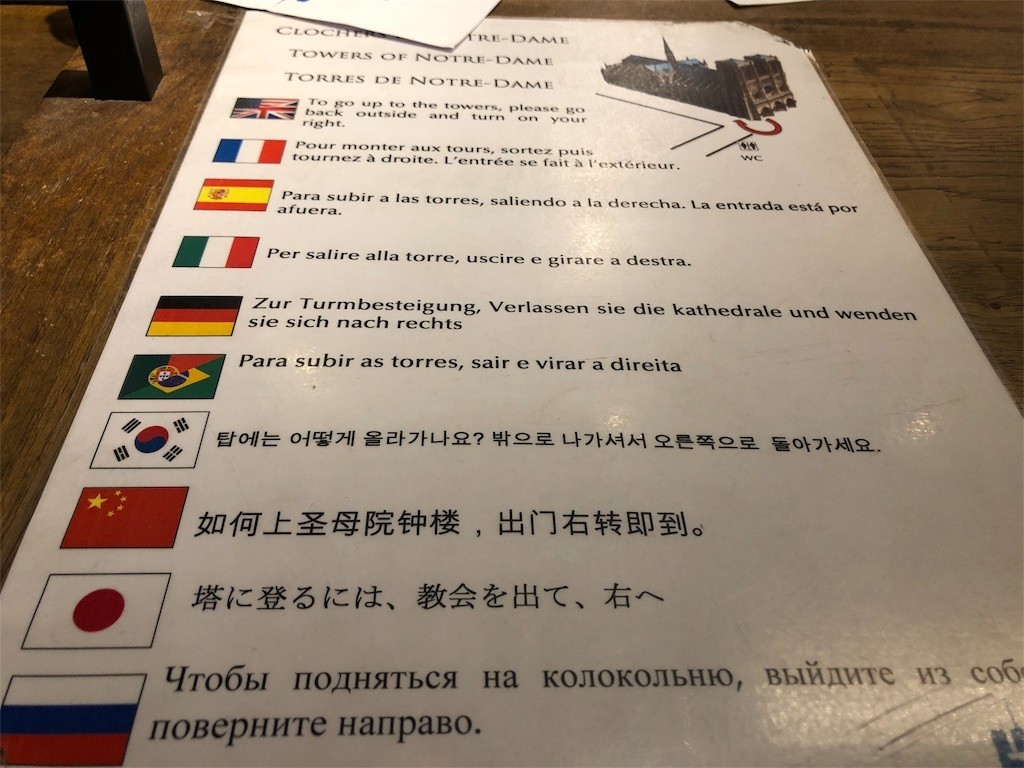 CLOCHERS NOTRE-DAME
TOWERS OF NOTRE-DAME
TORRES DE NOTRE-DAME
WC
To go up to the towers, please go
back outside and turn on your
right.
Pour monter aux tours, sortez puis
tournez à droite. L'entrée se fait à l'extérieur.
Para subir a las torres, saliendo a la derecha. La entrada está por
afuera.
Per salire alla torre, uscire e girare a destra.
Zur Turmbesteigung, Verlassen sie die kathedrale und wenden
sie sich nach rechts
Para subir as torres, sair e virar a direita
탑에는 어떻게 올라가나요? 밖으로 나가셔서 오른쪽으로 돌아가세요.
如何上圣母院钟楼，出门右转即到。
塔に登るには、教会を出て、右へ
Чтобы подняться на колокольню, выйдите из
поверните направо.